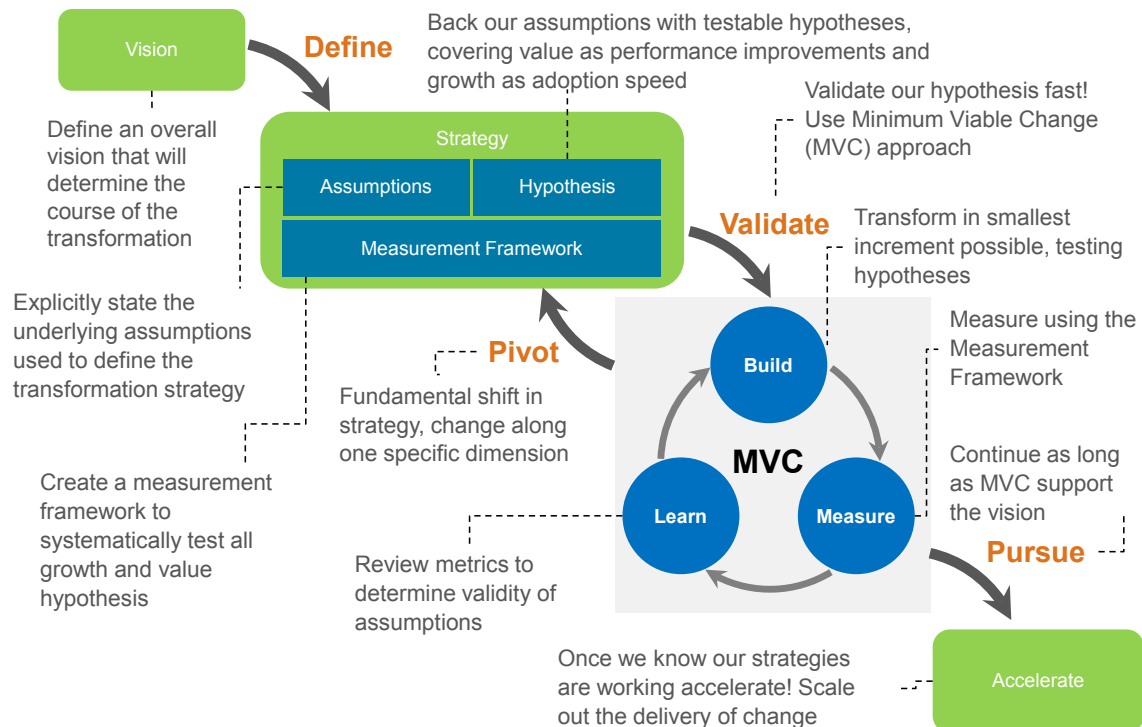 Vision
Define
Back our assumptions with testable hypotheses,
covering value as performance improvements and
growth as adoption speed
Validate our hypothesis fast!
Use Minimum Viable Change
(MVC) approach
Define an overall
vision that will
determine the
course of the
transformation
Strategy
Assumptions
Hypothesis
Measurement Framework
Validate
Transform in smallest
increment possible, testing
hypotheses
Explicitly state the
underlying assumptions
used to define the
transformation strategy
Pivot
Fundamental shift in
strategy, change along
one specific dimension
Build
Measure using the
Measurement
Framework
MVC
Learn
Measure
Create a measurement
framework to
systematically test all
growth and value
hypothesis
Review metrics to
determine validity of
assumptions
Continue as long
as MVC support
the vision
Pursue
Once we know our strategies
are working accelerate! Scale
out the delivery of change
Accelerate